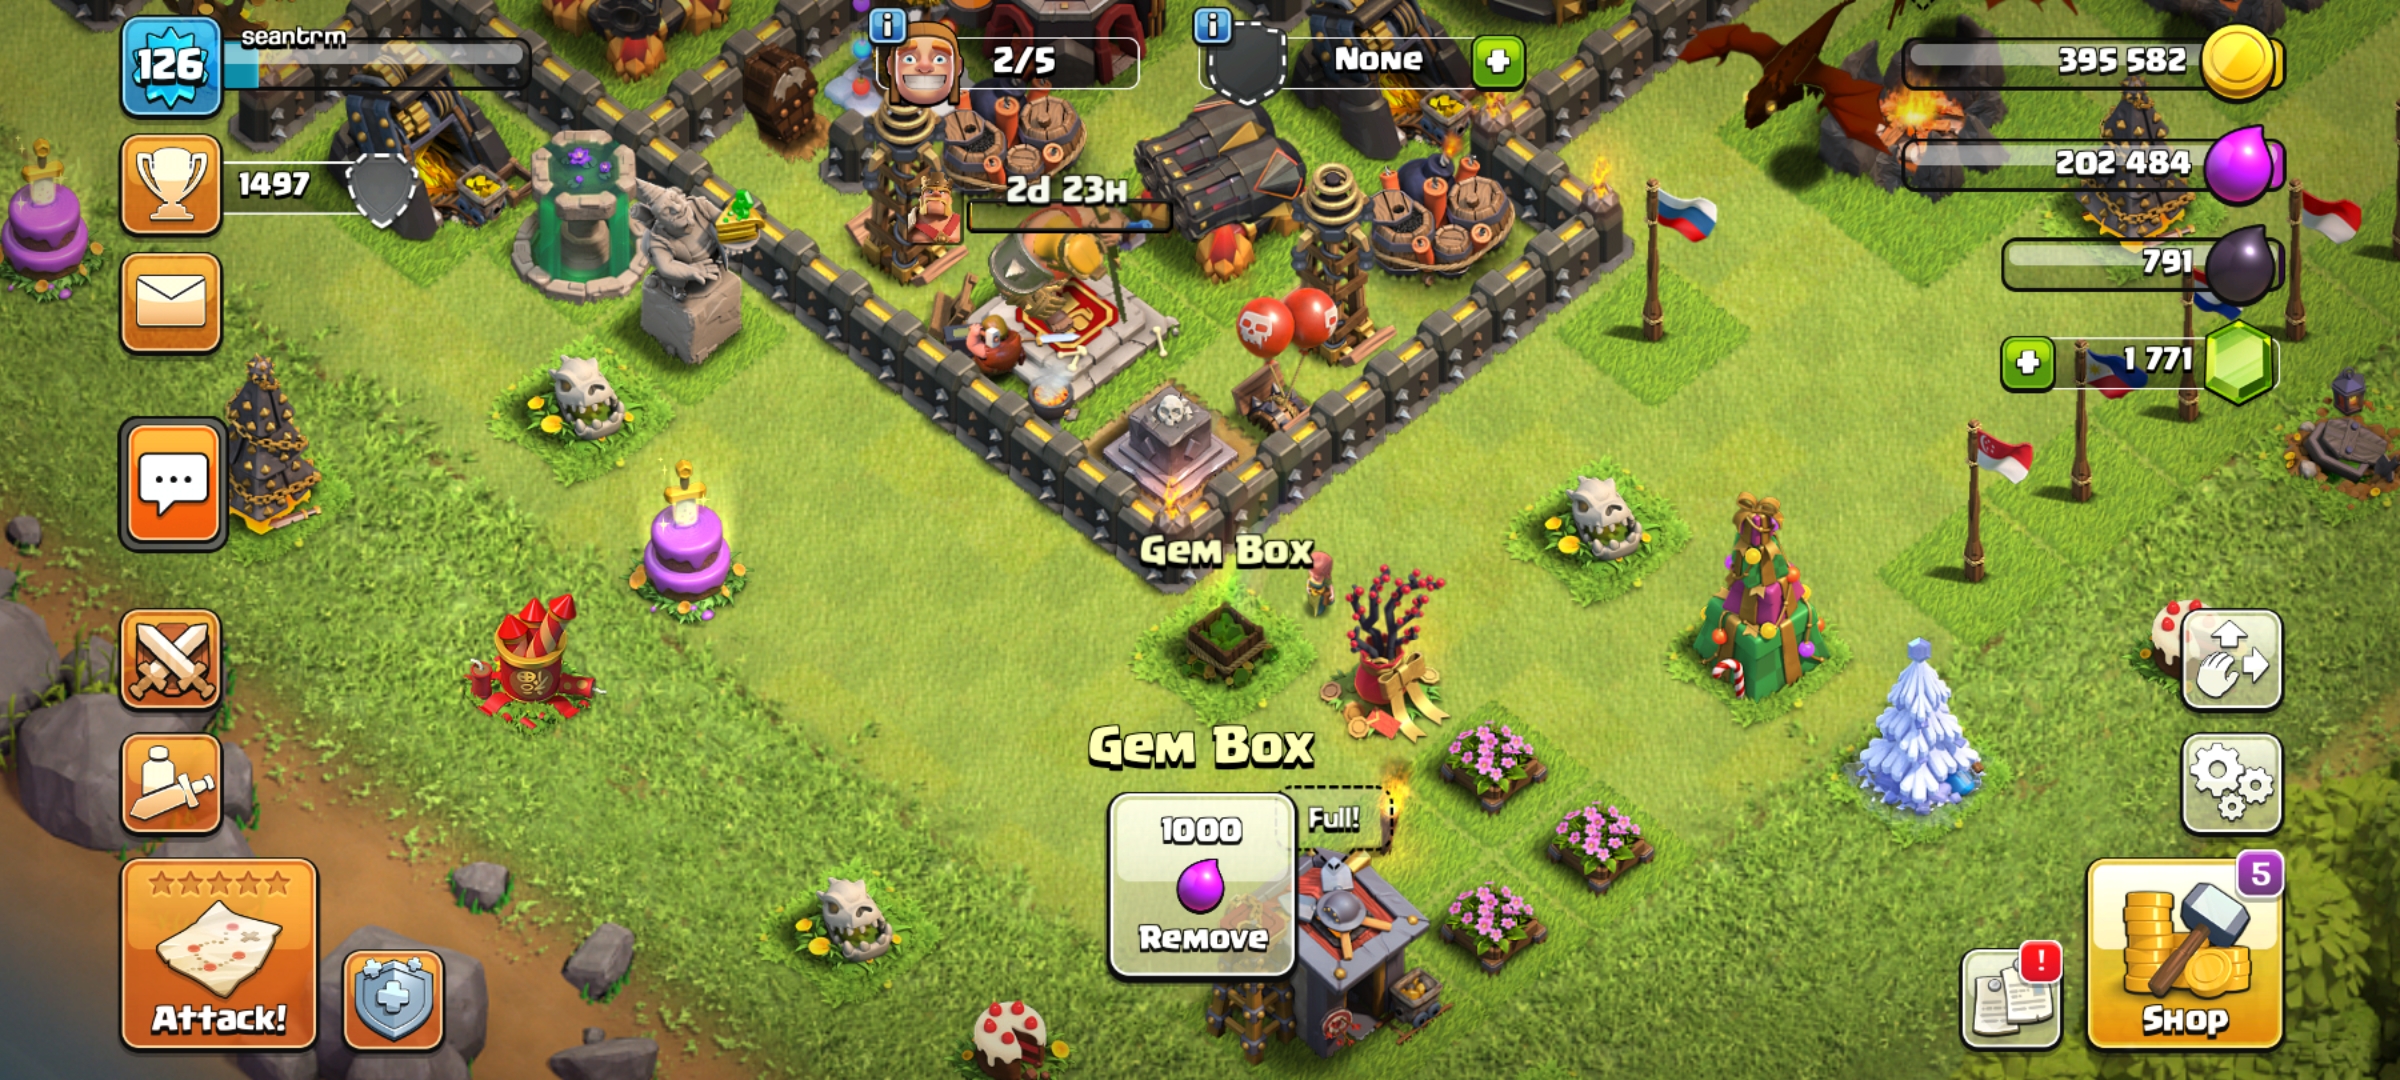 126
seantrm
2/5
None
395 582
1497
2d 23h
202 484
791
1 771
Gem Box
Gem Box
1000
Full!
Remove
5
!
Attack!
Shop